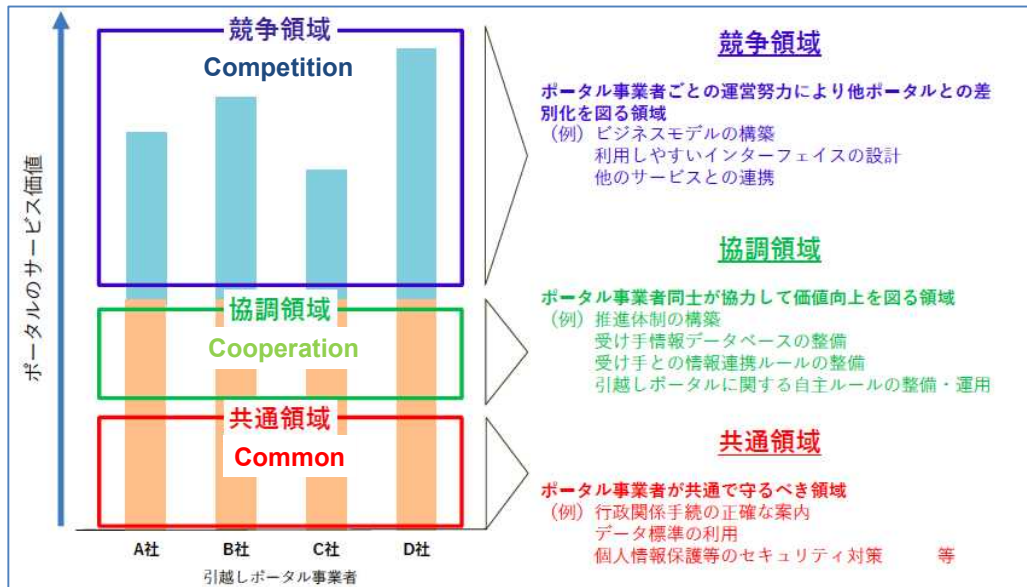 ポータルのサービス価値
競争領域
Competition
協調領域
Cooperation
共通領域
Common
A社
B社
C社
D社
引越しポータル事業者
競争領域
ポータル事業者ごとの運営努力により他ポータルとの差
別化を図る領域
（例）ビジネスモデルの構築
利用しやすいインターフェイスの設計
他のサービスとの連携
協調領域
ポータル事業者同士が協力して価値向上を図る領域
（例）推進体制の構築
受け手情報データベースの整備
受け手との情報連携ルールの整備
引越しポータルに関する自主ルールの整備・運用
共通領域
ポータル事業者が共通で守るべき領域
（例）行政関係手続の正確な案内
データ標準の利用
個人情報保護等のセキュリティ対策　　　等